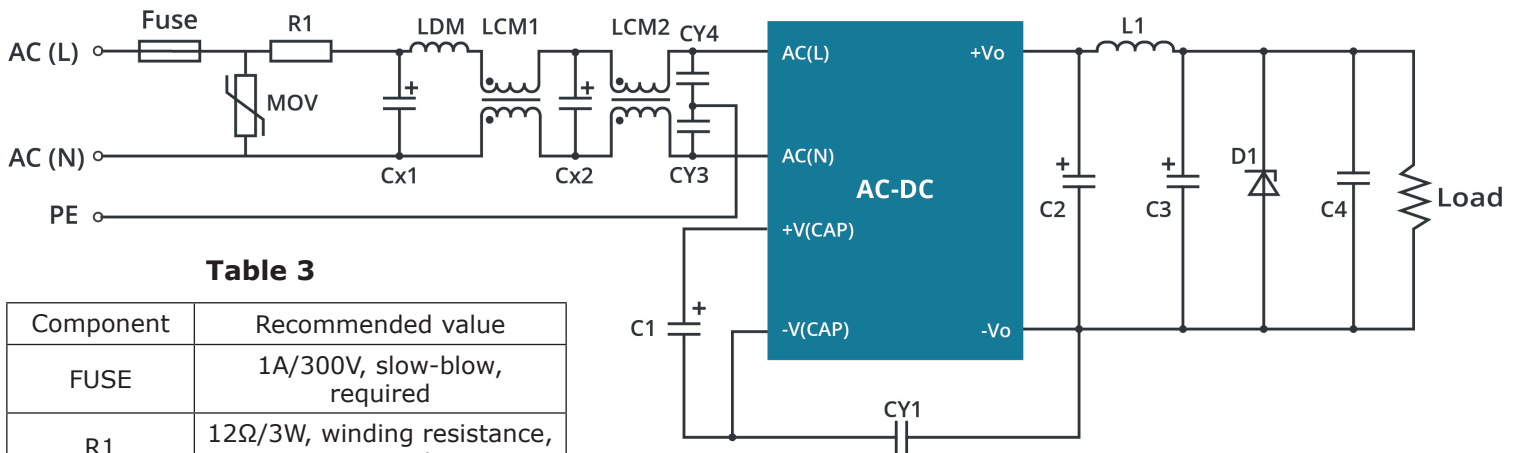 Fuse
R1
LDM
LCM1
LCM2
CY4
AC (L)
MOV
AC (N)
Cx1
Cx2
CY3
PE
AC(L)
+Vo
AC(N)
AC-DC
+V(CAP)
-V(CAP)
-Vo
L1
+
+
+
C2
+
C3
D1
C4
Load
+
C1
CY1
Table 3
Component Recommended value
FUSE 1A/300V, slow-blow,
required
R1 12Ω/3W, winding resistance,